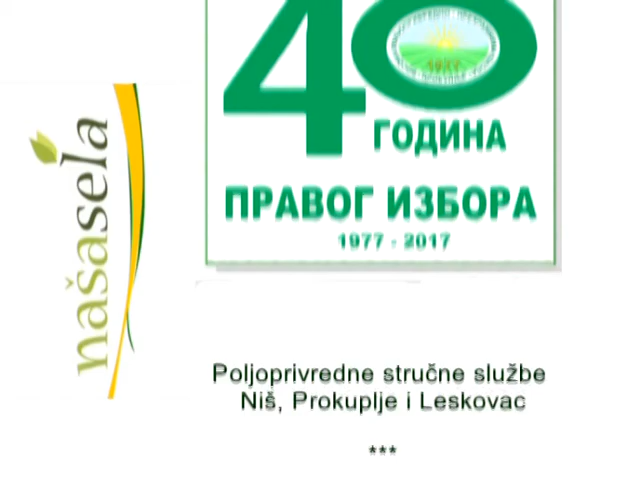 našasela
40
ГОДИНА
ПРАВОГ ИЗБОРА
1977 - 2017
Poljoprivredne stručne službe
Niš, Prokuplje i Leskovac
***